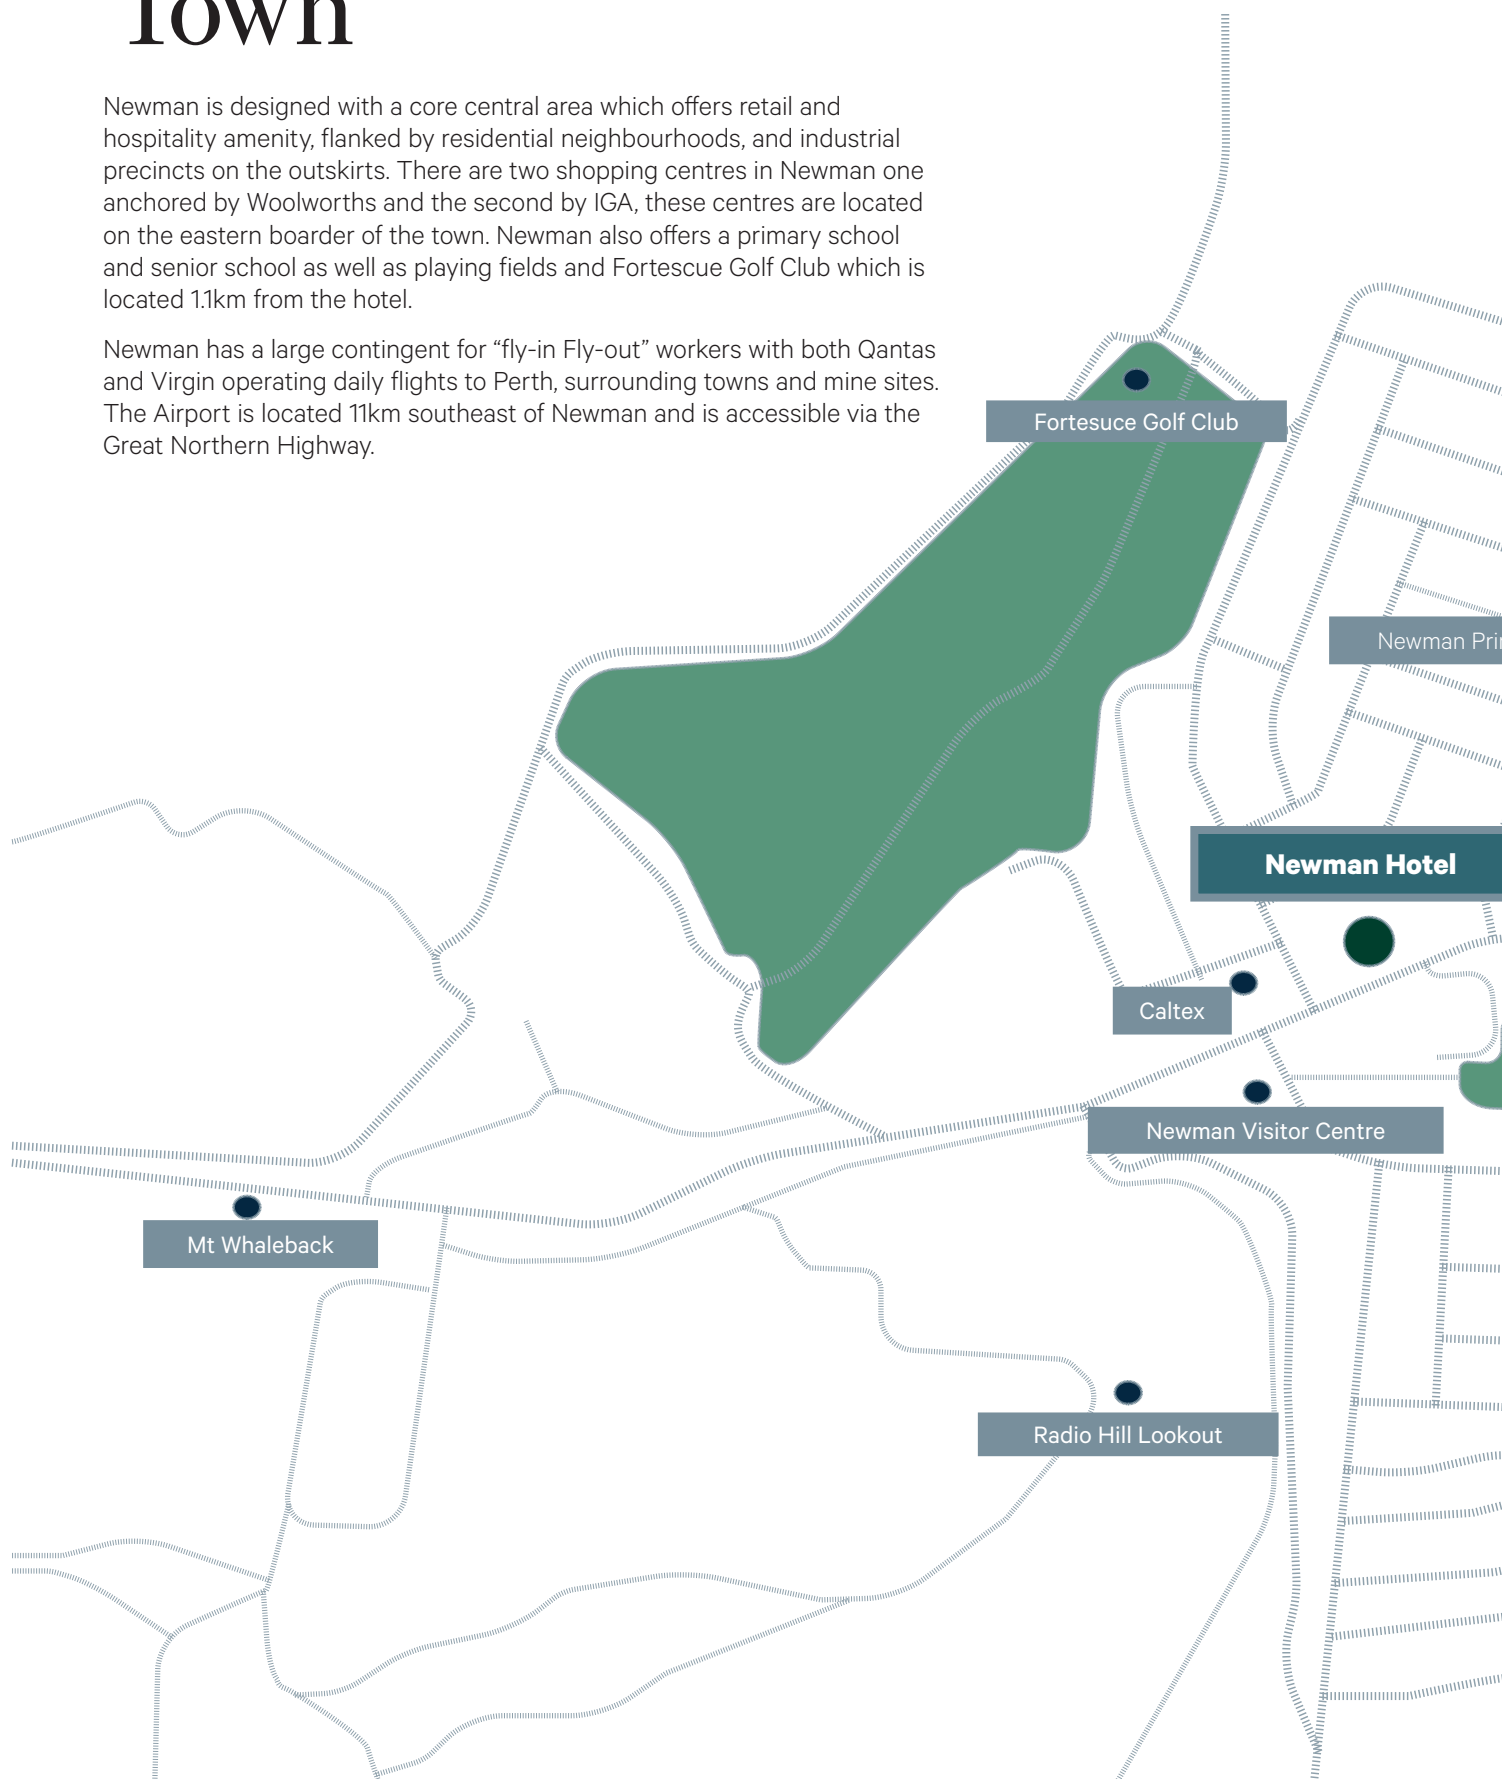 Town
Newman is designed with a core central area which offers retail and
hospitality amenity, flanked by residential neighbourhoods, and industrial
precincts on the outskirts. There are two shopping centres in Newman one
anchored by Woolworths and the second by IGA, these centres are located
on the eastern boarder of the town. Newman also offers a primary school
and senior school as well as playing fields and Fortescue Golf Club which is
located 1.1km from the hotel.
Newman has a large contingent for “fly-in Fly-out” workers with both Qantas
and Virgin operating daily flights to Perth, surrounding towns and mine sites.
The Airport is located 11km southeast of Newman and is accessible via the
Great Northern Highway.
Fortesuce Golf Club
Newman Pri
Newman Hotel
Caltex
Newman Visitor Centre
Mt Whaleback
Radio Hill Lookout